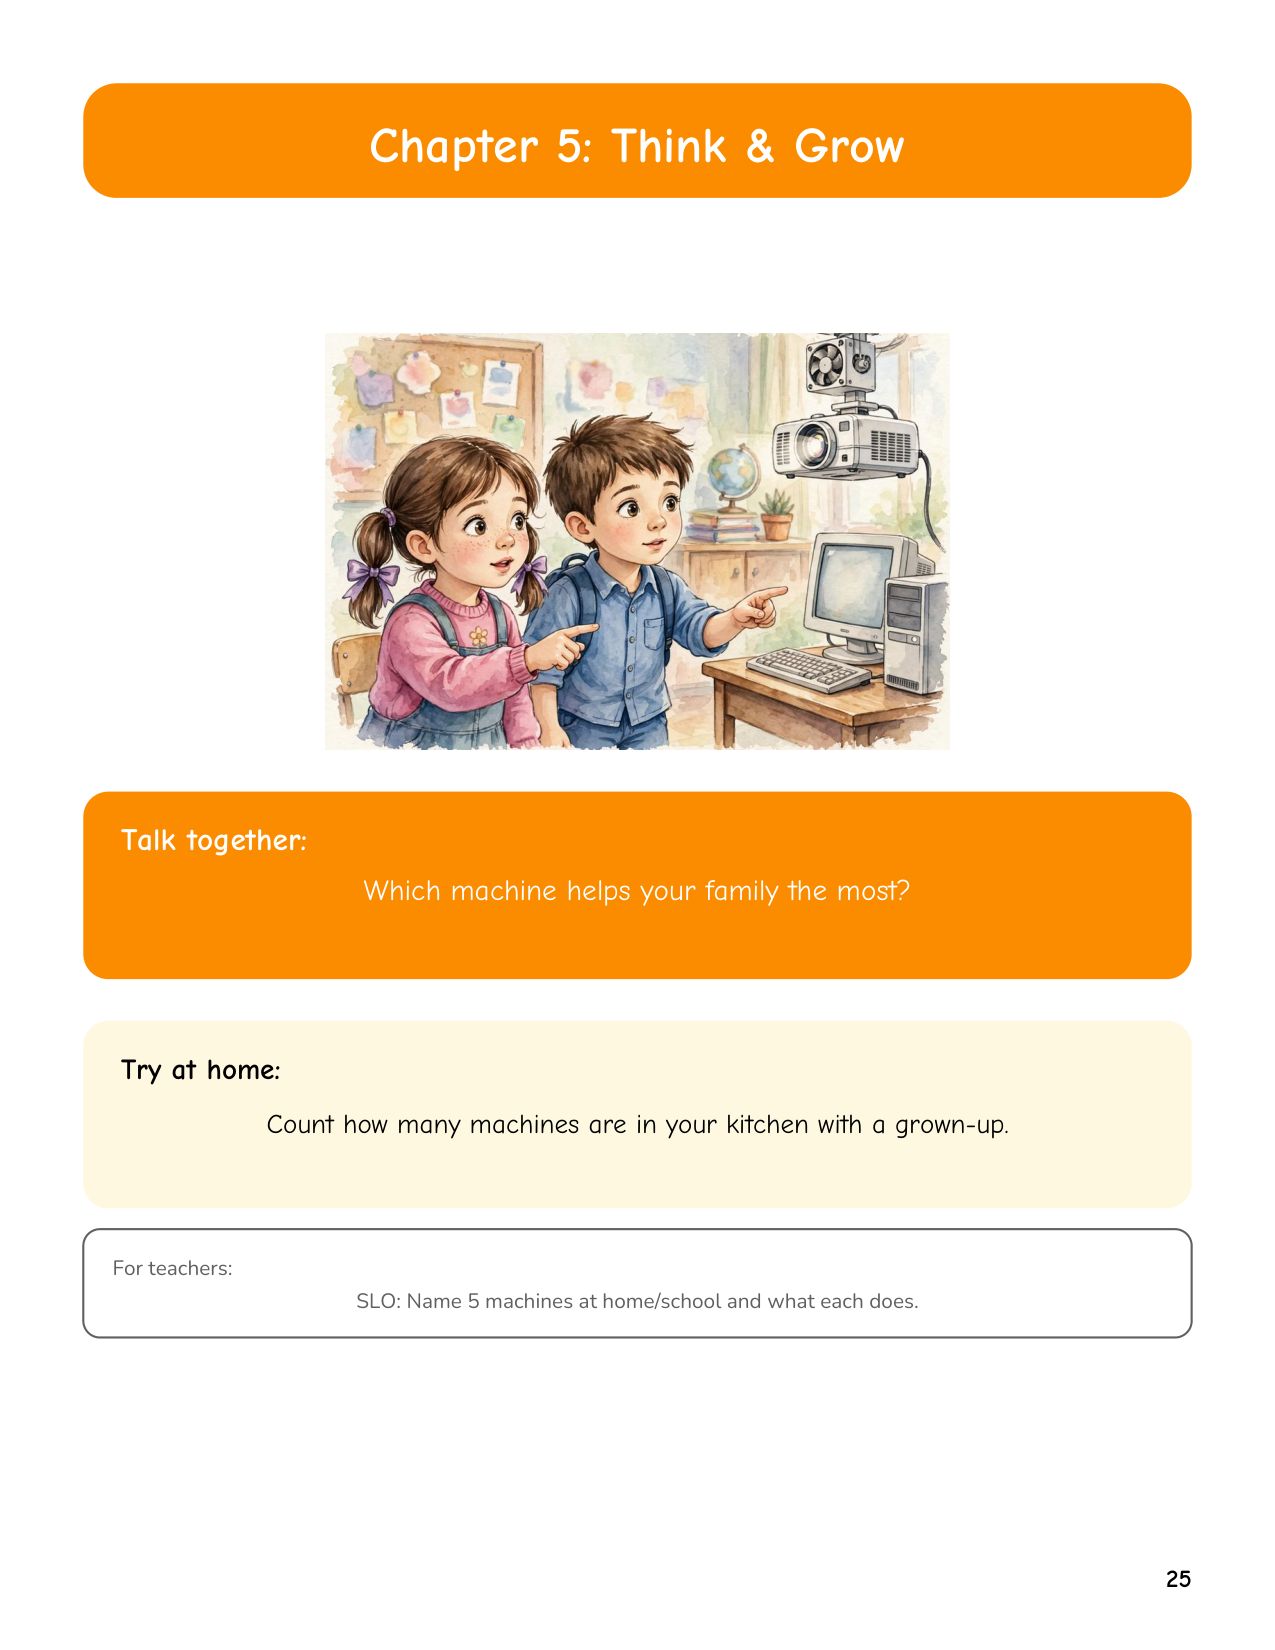 Chapter 5: Think & Grow
Talk together:
Which machine helps your family the most?
Try at home:
Count how many machines are in your kitchen with a grown-up.
For teachers:
SLO: Name 5 machines at home/school and what each does.
25